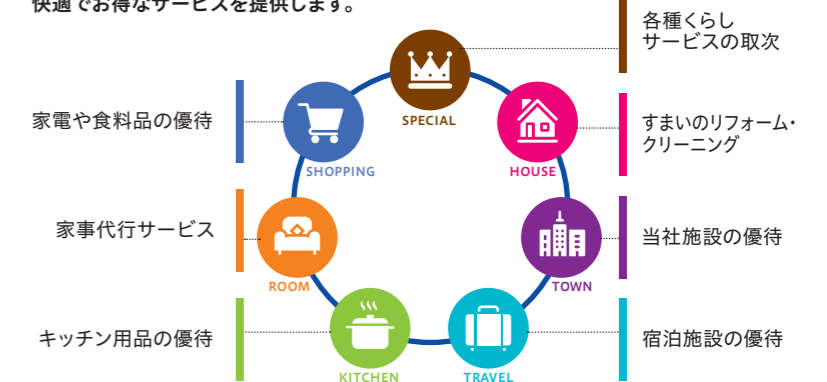 快適でお得なサービスを提供します。
各種くらし
サービスの取次
SPECIAL
家電や食料品の優待
SHOPPING
すまいのリフォーム・
クリーニング
HOUSE
家事代行サービス
ROOM
当社施設の優待
TOWN
キッチン用品の優待
KITCHEN
宿泊施設の優待
TRAVEL